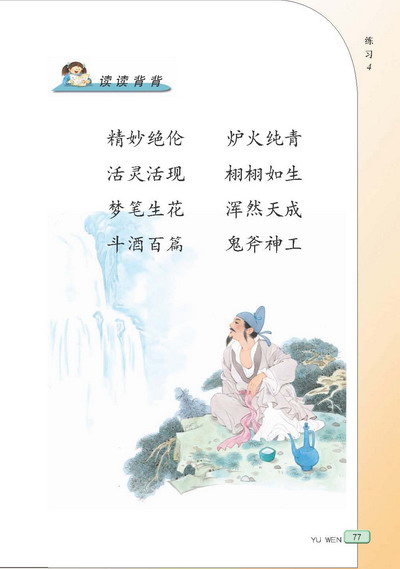 练习4
读读背背
精妙绝伦 炉火纯青
活灵活现 栩栩如生
梦笔生花 浑然天成
斗酒百篇 鬼斧神工
YU WEN 77